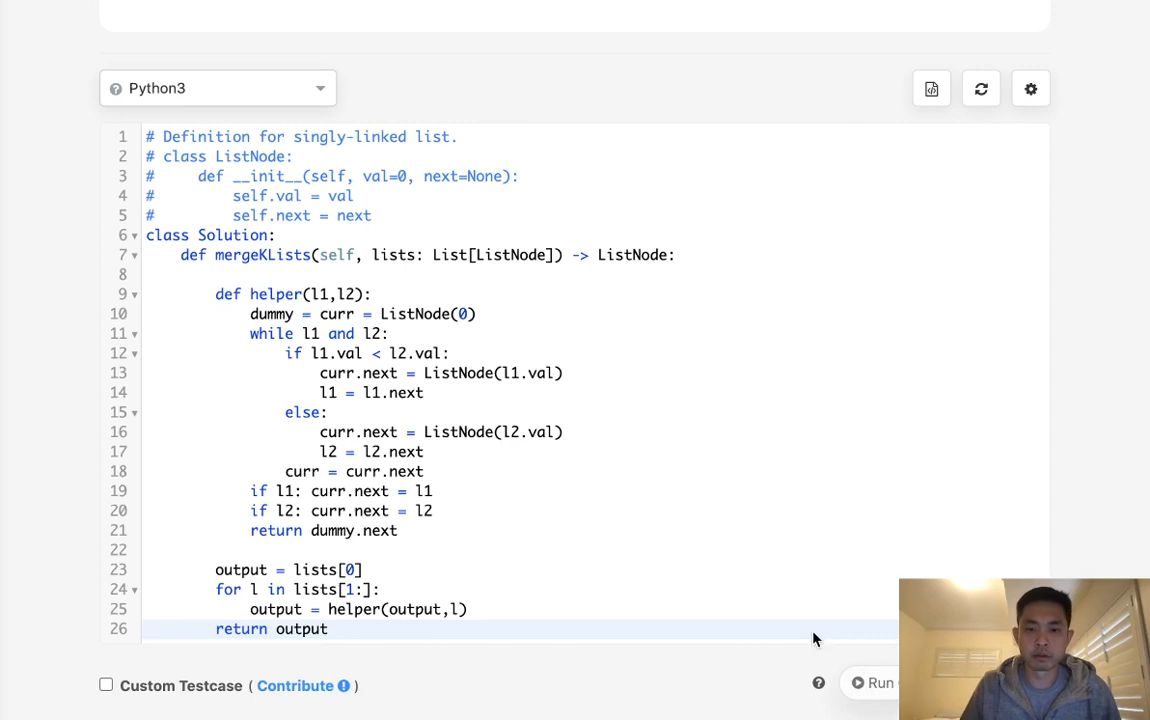 Python3
1 # Definition for singly-linked list.
2 # class ListNode:
3 #     def __init__(self, val=0, next=None):
4 #         self.val = val
5 #         self.next = next
6 class Solution:
7     def mergeKLists(self, lists: List[ListNode]) -> ListNode:
8
9         def helper(l1,l2):
10             dummy = curr = ListNode(0)
11             while l1 and l2:
12                 if l1.val < l2.val:
13                     curr.next = ListNode(l1.val)
14                     l1 = l1.next
15                 else:
16                     curr.next = ListNode(l2.val)
17                     l2 = l2.next
18                 curr = curr.next
19             if l1: curr.next = l1
20             if l2: curr.next = l2
21             return dummy.next
22
23         output = lists[0]
24         for l in lists[1:]:
25             output = helper(output,l)
26         return output
Custom Testcase ( Contribute ) ? Run